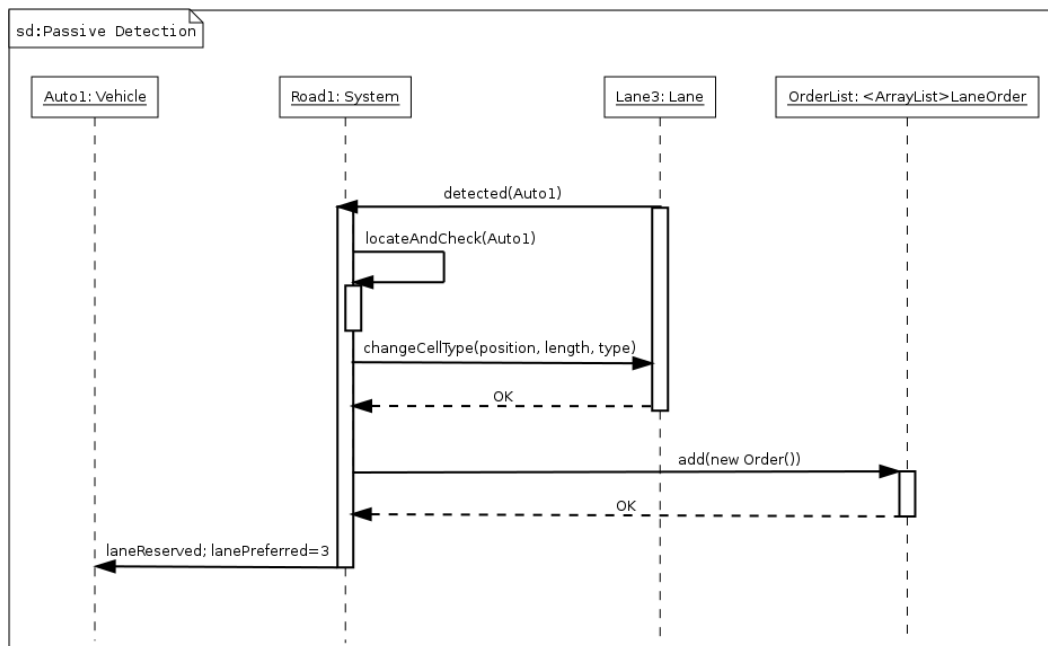 sd:Passive Detection
Auto1: Vehicle
Road1: System
Lane3: Lane
OrderList: <ArrayList>LaneOrder
detected(Auto1)
locateAndCheck(Auto1)
changeCellType(position, length, type)
OK
add(new Order())
OK
laneReserved; lanePreferred=3